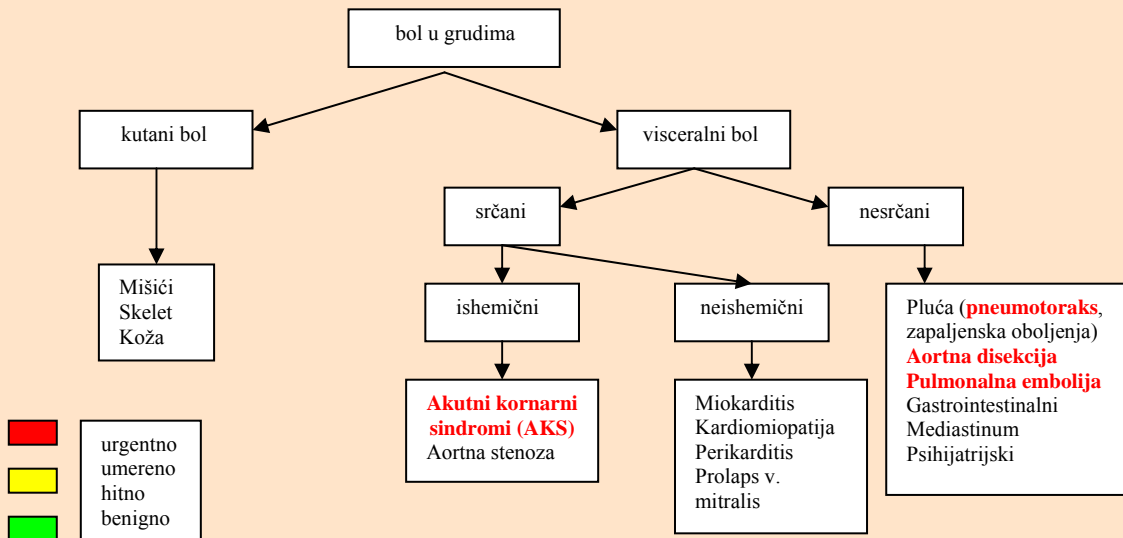 bol u grudima
kutani bol
visceralni bol
srčani
nesrčani
Mišići
Skelet
Koža
ishemični
neishemični
Pluća (pneumotoraks,
zapaljenska oboljenja)
Aortna disekcija
Pulmonalna embolija
Gastrointestinalni
Mediastinum
Psihijatrijski
Akutni kornarni
sindromi (AKS)
Aortna stenoza
Miokarditis
Kardiomiopatija
Perikarditis
Prolaps v.
mitralis
urgentno
umereno
hitno
benigno